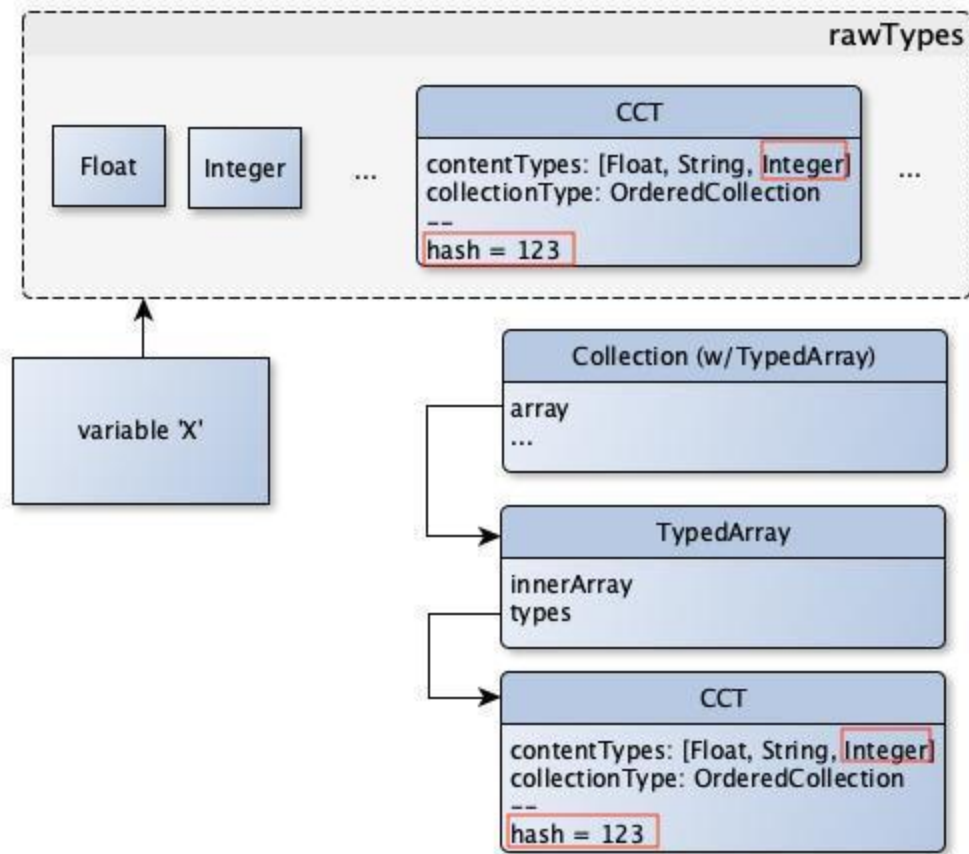 rawTypes
Float
Integer
...
CCT
contentTypes: [Float, String, Integer]
collectionType: OrderedCollection
--
hash = 123
...
variable 'X'
Collection (w/ TypedArray)
array
...
TypedArray
innerArray
types
CCT
contentTypes: [Float, String, Integer]
collectionType: OrderedCollection
--
hash = 123